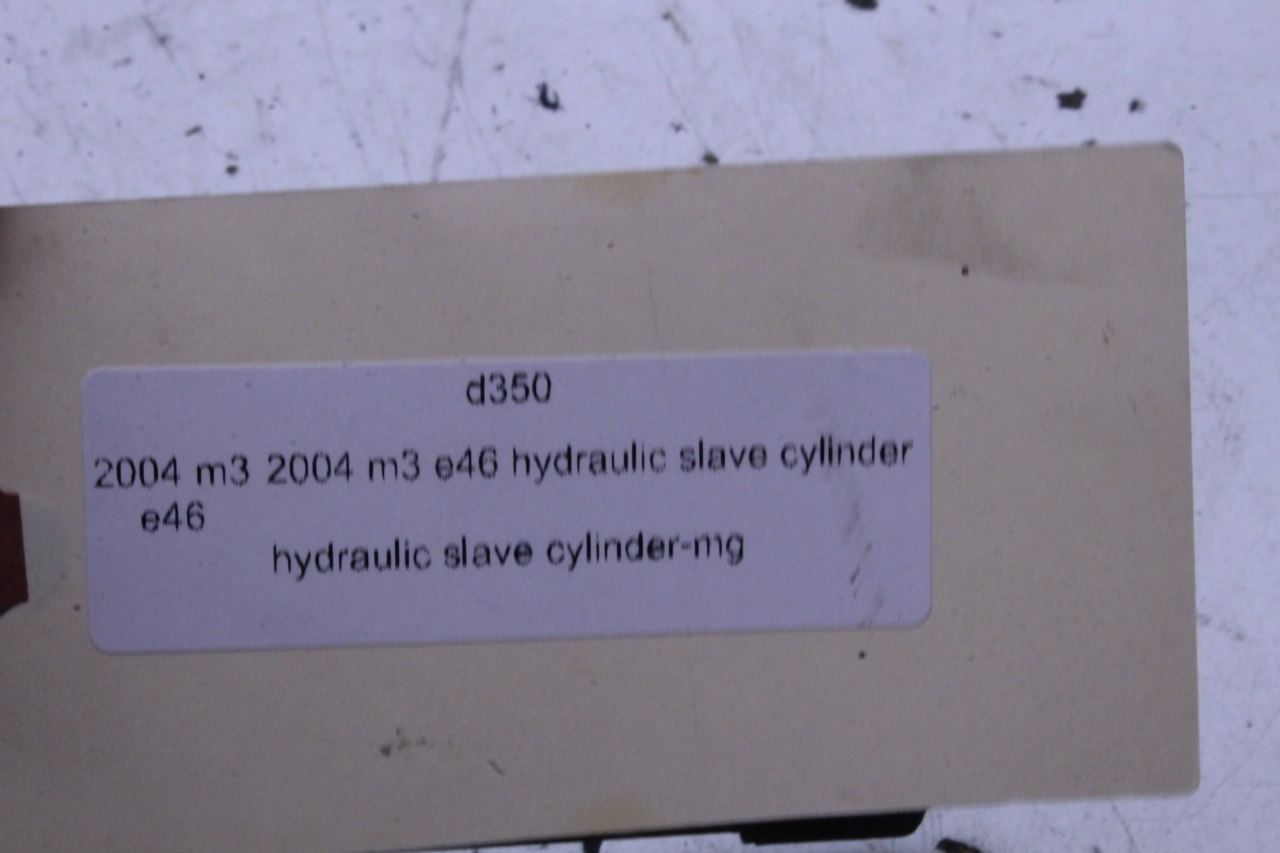 d350
2004 m3 2004 m3 e46 hydraulic slave cylinder
e46
hydraulic slave cylinder-mg